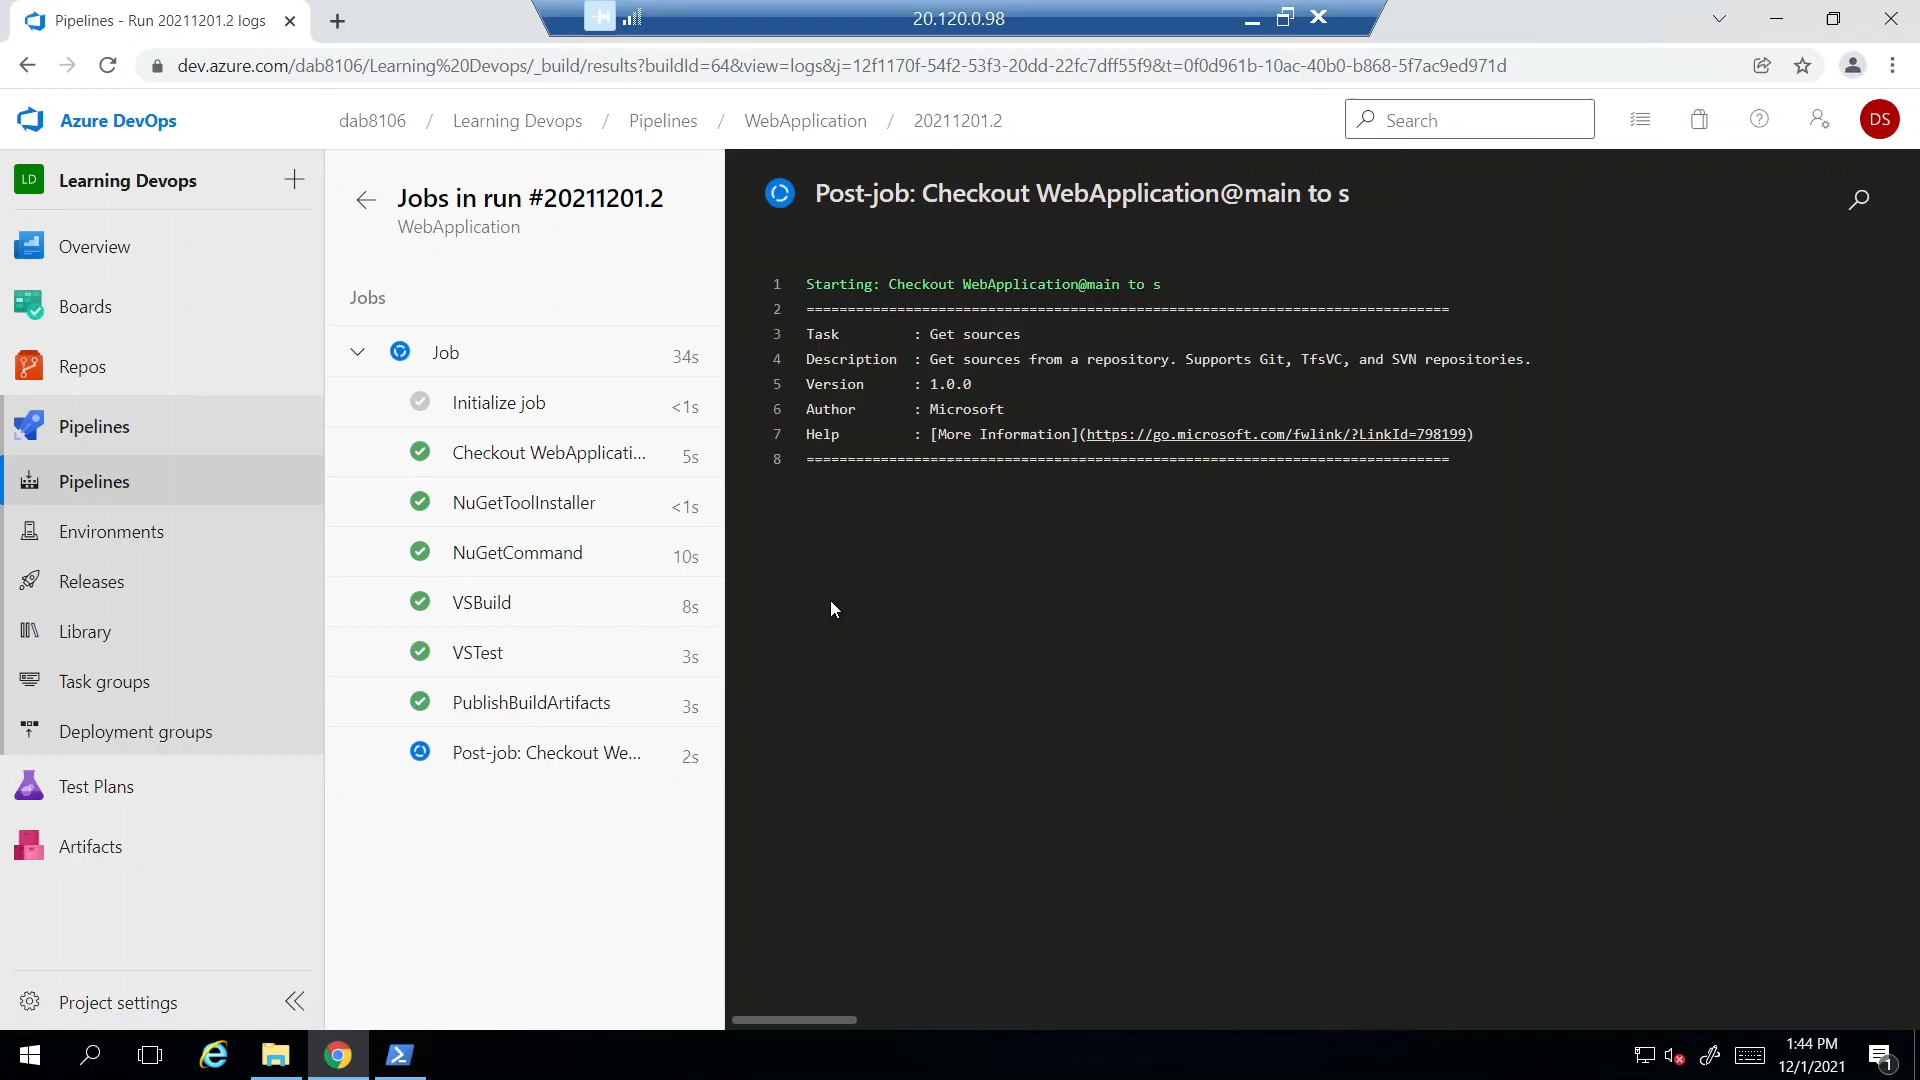 Pipelines - Run 20211201.2 logs
20.120.0.98
dev.azure.com/dab8106/Learning%20Devops/_build/results?buildId=64&view=logs&j=12f1170f-54f2-53f3-20dd-22fc7dff55f9&t=0f0d961b-10ac-40b0-b868-5f7ac9ed971d
Azure DevOps
dab8106 / Learning Devops / Pipelines / WebApplication / 20211201.2
Search
DS
LD Learning Devops
Overview
Boards
Repos
Pipelines
Pipelines
Environments
Releases
Library
Task groups
Deployment groups
Test Plans
Artifacts
Project settings
Jobs in run #20211201.2
WebApplication
Jobs
Job 34s
Initialize job <1s
Checkout WebApplicati... 5s
NuGetToolInstaller <1s
NuGetCommand 10s
VSBuild 8s
VSTest 3s
PublishBuildArtifacts 3s
Post-job: Checkout We... 2s
Post-job: Checkout WebApplication@main to s
1 Starting: Checkout WebApplication@main to s
2 ==============================================================================
3 Task : Get sources
4 Description : Get sources from a repository. Supports Git, TfsVC, and SVN repositories.
5 Version : 1.0.0
6 Author : Microsoft
7 Help : [More Information](https://go.microsoft.com/fwlink/?LinkId=798199)
8 ==============================================================================
1:44 PM
12/1/2021
1